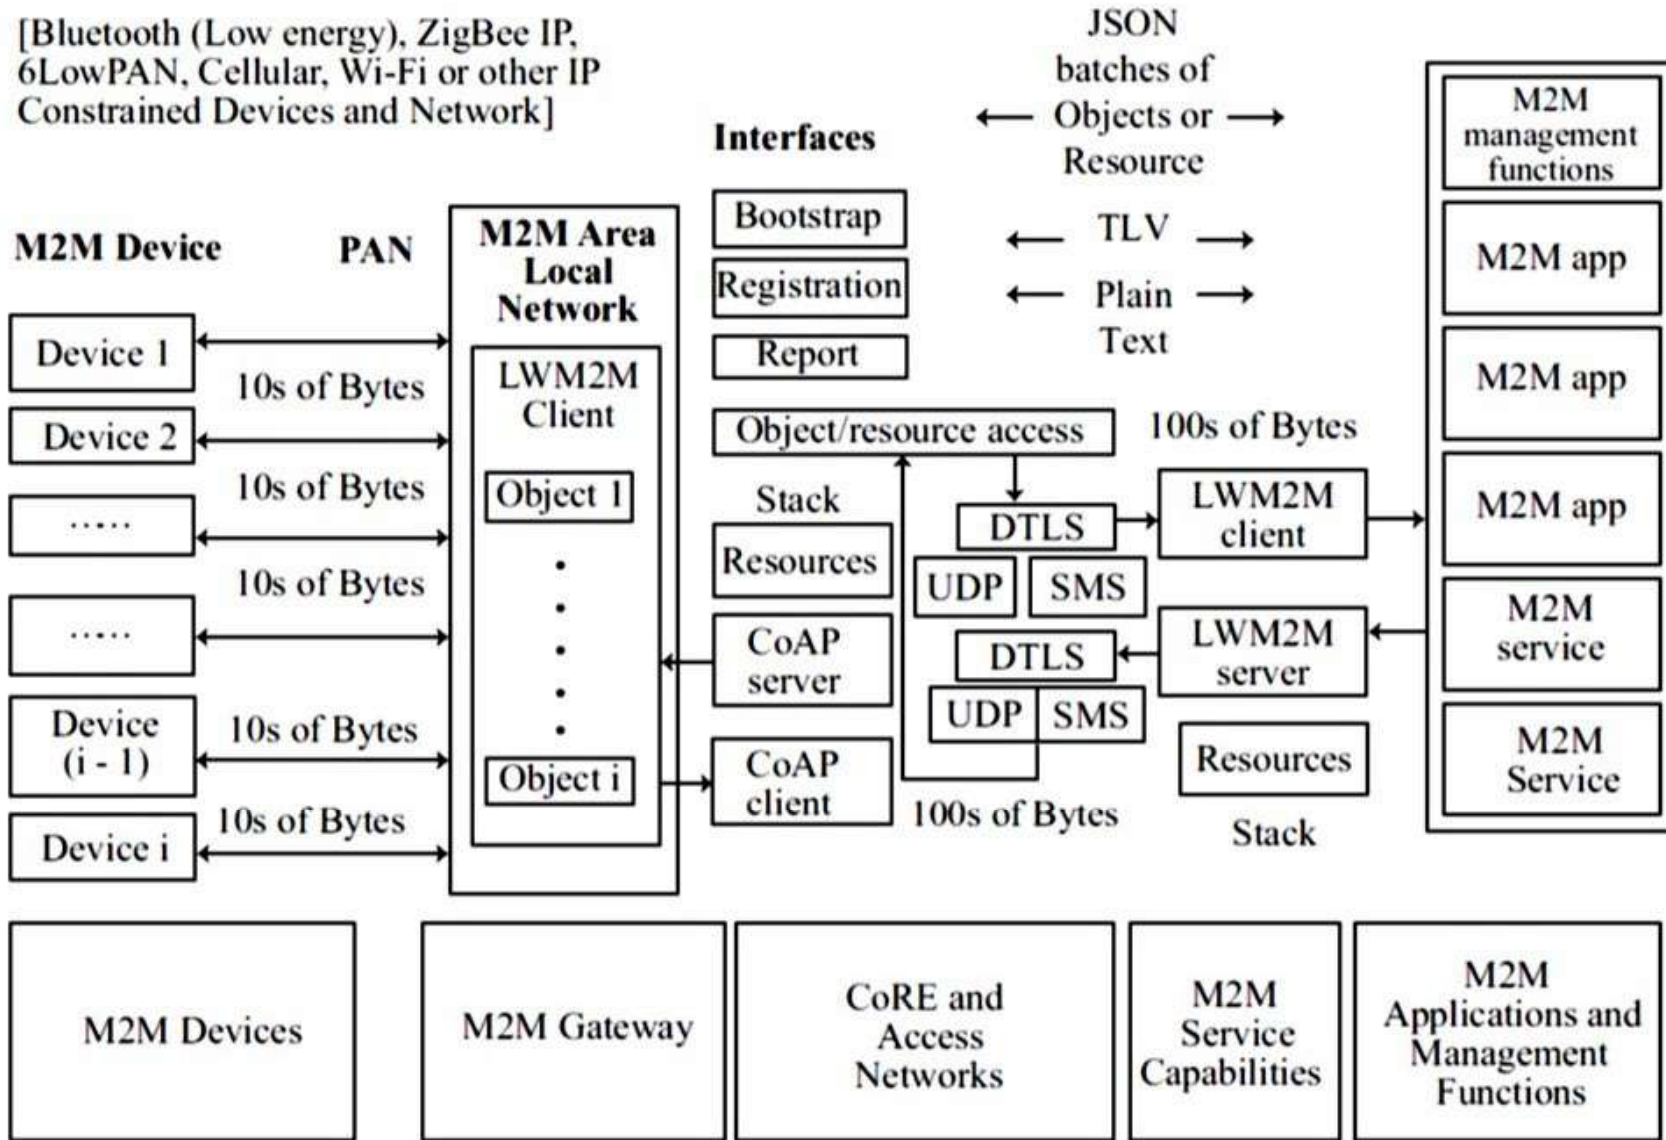 [Bluetooth (Low energy), ZigBee IP,
6LowPAN, Cellular, Wi-Fi or other IP
Constrained Devices and Network]
M2M Device
PAN
Device 1
Device 2
.....
.....
Device
(i - 1)
Device i
10s of Bytes
10s of Bytes
10s of Bytes
10s of Bytes
10s of Bytes
10s of Bytes
M2M Area
Local
Network
LWM2M
Client
Object 1
Object i
Interfaces
Bootstrap
Registration
Report
Object/resource access
Stack
Resources
CoAP
server
CoAP
client
JSON
batches of
Objects or
Resource
TLV
Plain
Text
DTLS
UDP
SMS
DTLS
UDP
SMS
100s of Bytes
100s of Bytes
LWM2M
client
LWM2M
server
Resources
Stack
M2M
management
functions
M2M app
M2M app
M2M app
M2M
service
M2M
Service
M2M Devices
M2M Gateway
CoRE and
Access
Networks
M2M
Service
Capabilities
M2M
Applications and
Management
Functions